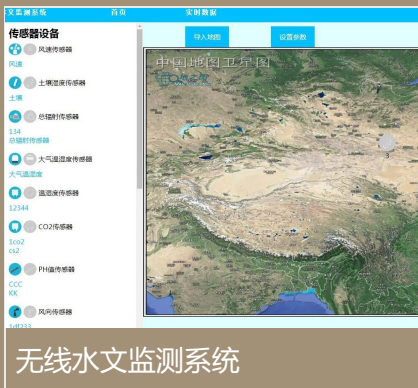 水文监测系统 首页 实时数据
传感器设备
导入地图 设置参数
风速传感器
风速
土壤湿度传感器
土壤
总辐射传感器
134
总辐射传感器
大气温湿度传感器
大气温湿度
温湿度传感器
12344
CO2传感器
1co2
cs2
PH值传感器
CCC
KK
风向传感器
1df233
中国地图卫星图
3
无线水文监测系统